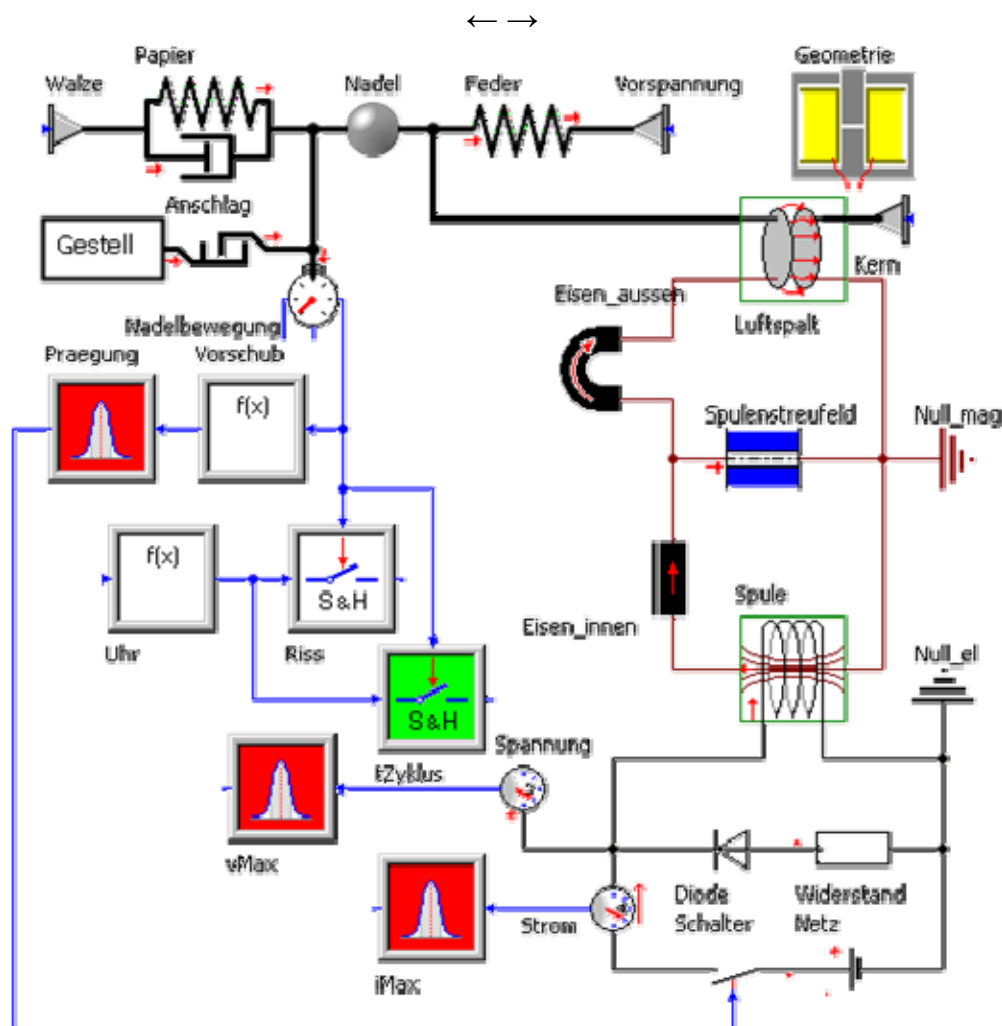 ← →
Papier
Geometrie
Walze
Nadel
Feder
Vorspannung
Anschlag
Gestell
Kern
Eisen_aussen
Luftspalt
Nadelbewegung
Praegung
Vorschub
f(x)
Spulenstreufeld
Null_mag
f(x)
S&H
Spule
Eisen_innen
Uhr
Riss
Null_el
S&H
Spannung
tZyklus
vMax
Diode
Widerstand
Strom
Schalter
Netz
iMax